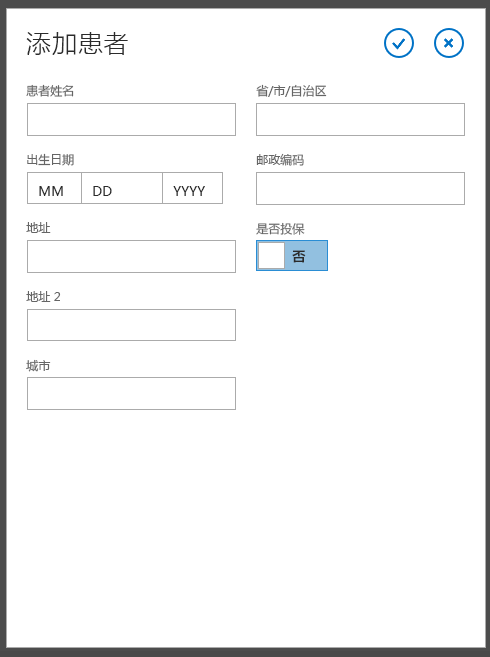 添加患者
患者姓名
出生日期
MM DD YYYY
地址
地址 2
城市
省/市/自治区
邮政编码
是否投保
否